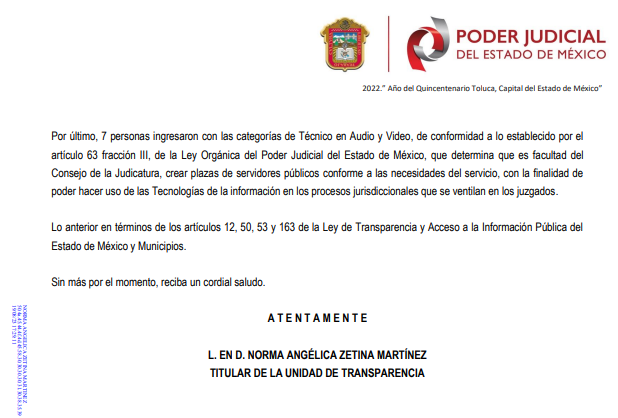 PODER JUDICIAL
DEL ESTADO DE MÉXICO
2022.” Año del Quincentenario Toluca, Capital del Estado de México”
Por último, 7 personas ingresaron con las categorías de Técnico en Audio y Video, de conformidad a lo establecido por el
artículo 63 fracción III, de la Ley Orgánica del Poder Judicial del Estado de México, que determina que es facultad del
Consejo de la Judicatura, crear plazas de servidores públicos conforme a las necesidades del servicio, con la finalidad de
poder hacer uso de las Tecnologías de la información en los procesos jurisdiccionales que se ventilan en los juzgados.
Lo anterior en términos de los artículos 12, 50, 53 y 163 de la Ley de Transparencia y Acceso a la Información Pública del
Estado de México y Municipios.
Sin más por el momento, reciba un cordial saludo.
A T E N T A M E N T E
L. EN D. NORMA ANGÉLICA ZETINA MARTÍNEZ
TITULAR DE LA UNIDAD DE TRANSPARENCIA
NORMA ANGELICA ZETINA MARTINEZ